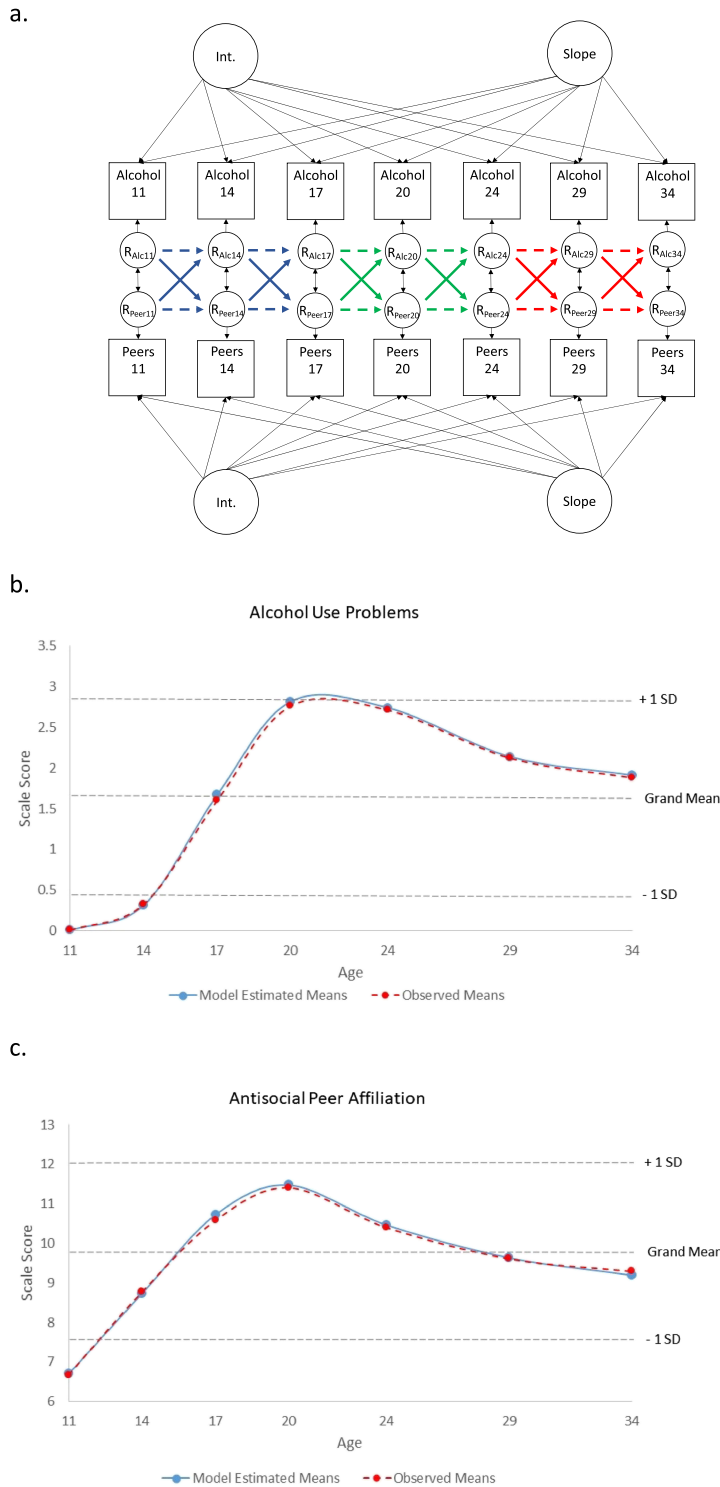 a.
Int.
Slope
Alcohol 11
Alcohol 14
Alcohol 17
Alcohol 20
Alcohol 24
Alcohol 29
Alcohol 34
RAlc11
RAlc14
RAlc17
RAlc20
RAlc24
RAlc29
RAlc34
RPeer11
RPeer14
RPeer17
RPeer20
RPeer24
RPeer29
RPeer34
Peers 11
Peers 14
Peers 17
Peers 20
Peers 24
Peers 29
Peers 34
Int.
Slope
b.
Alcohol Use Problems
3.5
3
2.5
2
1.5
1
0.5
0
Scale Score
+ 1 SD
Grand Mean
- 1 SD
11 14 17 20 24 29 34
Age
Model Estimated Means Observed Means
c.
Antisocial Peer Affiliation
13
12
11
10
9
8
7
6
Scale Score
+ 1 SD
Grand Mean
- 1 SD
11 14 17 20 24 29 34
Age
Model Estimated Means Observed Means